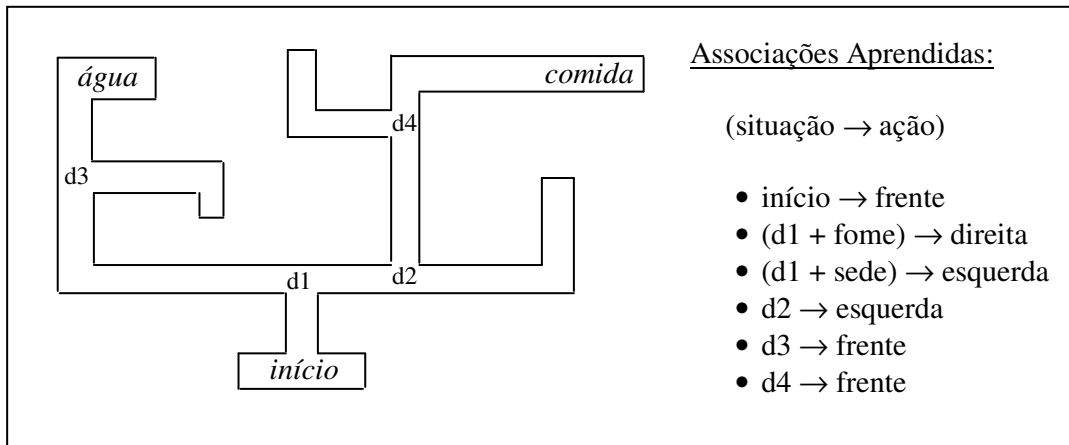 água
comida
d4
d3
d1
d2
início
Associações Aprendidas:
(situação → ação)
• início → frente
• (d1 + fome) → direita
• (d1 + sede) → esquerda
• d2 → esquerda
• d3 → frente
• d4 → frente